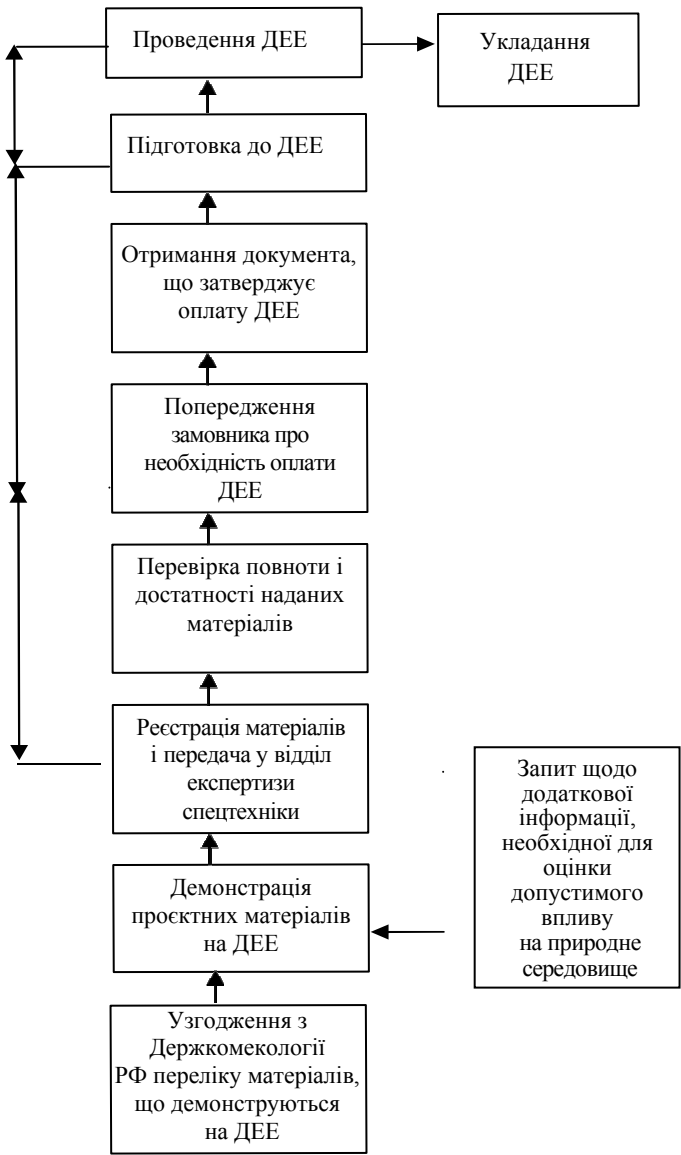 Проведення ДЕЕ
Укладання
ДЕЕ
Підготовка до ДЕЕ
Отримання документа,
що затверджує
оплату ДЕЕ
Попередження
замовника про
необхідність оплати
ДЕЕ
Перевірка повноти і
достатності наданих
матеріалів
Реєстрація матеріалів
і передача у відділ
експертизи
спецтехніки
Запит щодо
додаткової
інформації,
необхідної для
оцінки
допустимого
впливу
на природне
середовище
Демонстрація
проєктних матеріалів
на ДЕЕ
Узгодження з
Держкомекології
РФ переліку матеріалів,
що демонструються
на ДЕЕ